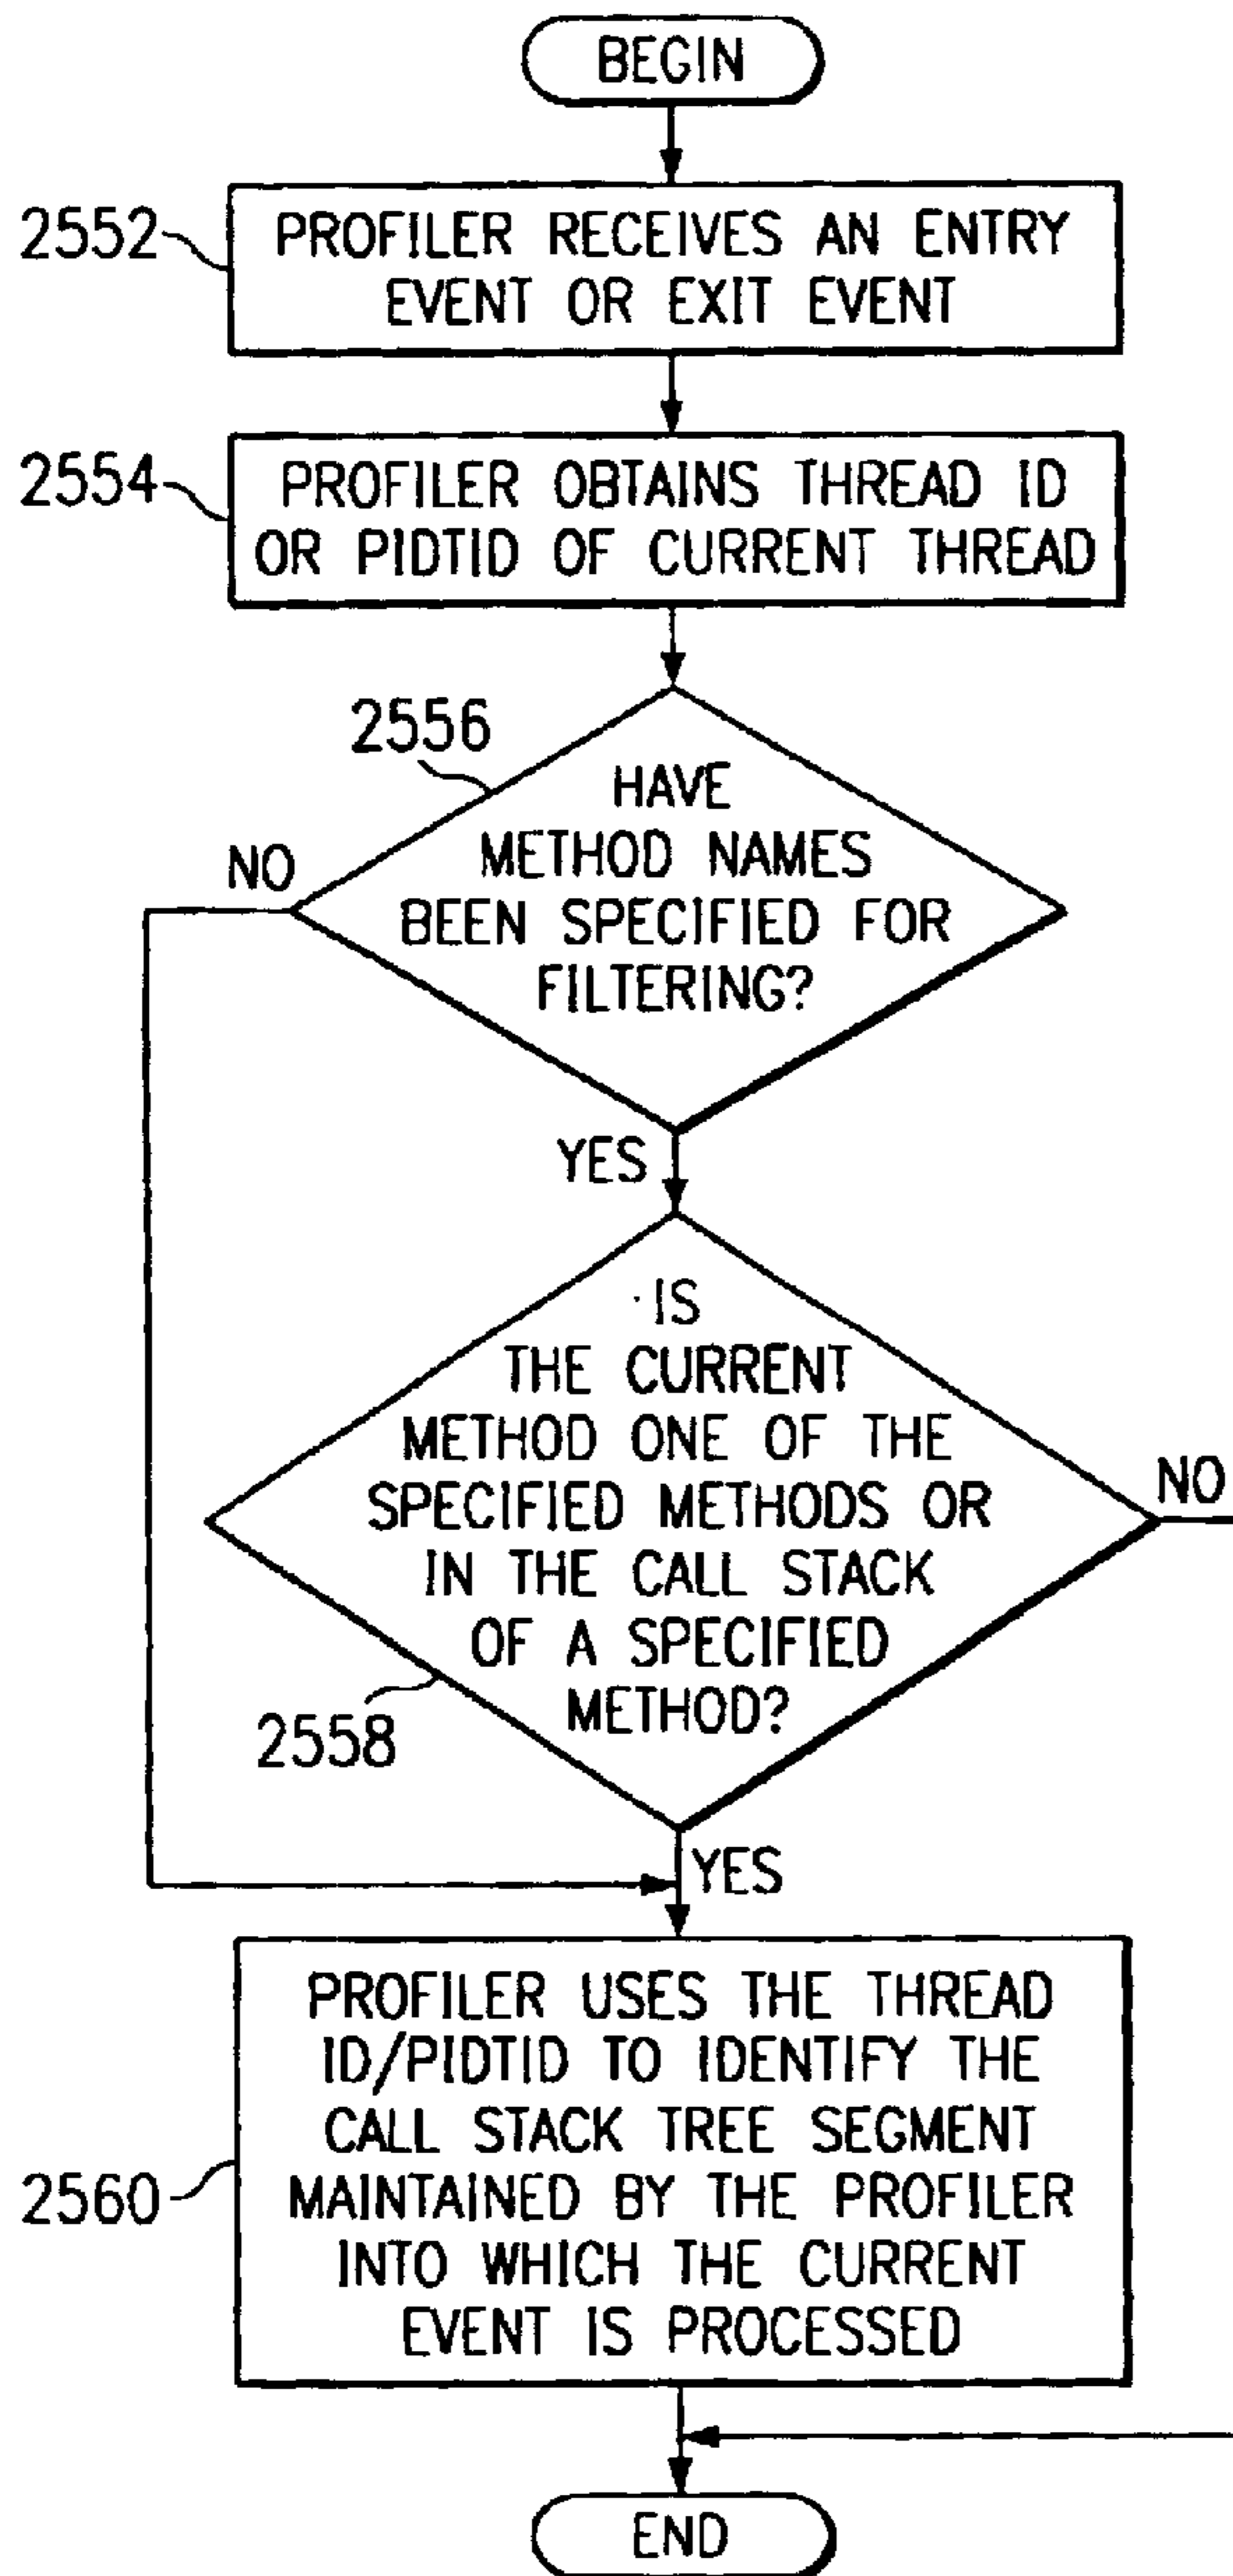 BEGIN
2552
PROFILER RECEIVES AN ENTRY
EVENT OR EXIT EVENT
2554
PROFILER OBTAINS THREAD ID
OR PIDTID OF CURRENT THREAD
2556
HAVE
METHOD NAMES
BEEN SPECIFIED FOR
FILTERING?
NO
YES
IS
THE CURRENT
METHOD ONE OF THE
SPECIFIED METHODS OR
IN THE CALL STACK
OF A SPECIFIED
METHOD?
NO
2558
YES
PROFILER USES THE THREAD
ID/PIDTID TO IDENTIFY THE
CALL STACK TREE SEGMENT
MAINTAINED BY THE PROFILER
INTO WHICH THE CURRENT
EVENT IS PROCESSED
2560
END